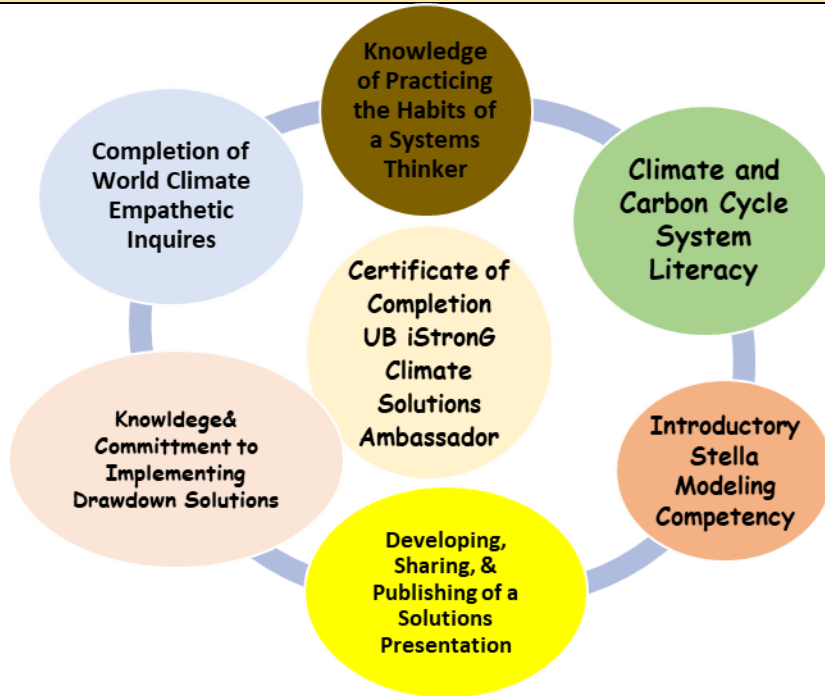 Knowledge
of Practicing
the Habits of
a Systems
Thinker
Climate and
Carbon Cycle
System
Literacy
Introductory
Stella
Modeling
Competency
Developing,
Sharing, &
Publishing of a
Solutions
Presentation
Knowldege&
Committment to
Implementing
Drawdown Solutions
Completion of
World Climate
Empathetic
Inquires
Certificate of
Completion
UB iStronG
Climate
Solutions
Ambassador